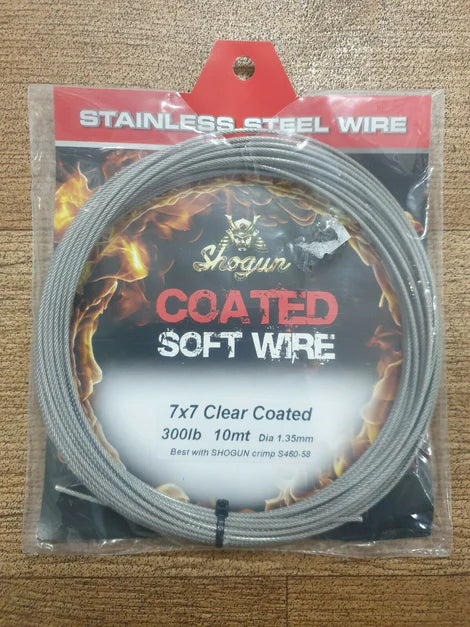 STAINLESS STEEL WIRE
Shogun
COATED
SOFT WIRE
7x7 Clear Coated
300lb 10mt Dia 1.35mm
Best with SHOGUN crimp S460-58